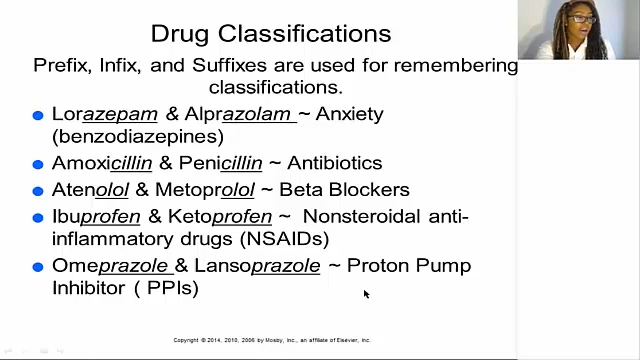 Drug Classifications
Prefix, Infix, and Suffixes are used for remembering
classifications.
Lorazepam & Alprazolam ~ Anxiety
(benzodiazepines)
Amoxicillin & Penicillin ~ Antibiotics
Atenolol & Metoprolol ~ Beta Blockers
Ibuprofen & Ketoprofen ~ Nonsteroidal anti-
inflammatory drugs (NSAIDs)
Omeprazole & Lansoprazole ~ Proton Pump
Inhibitor ( PPIs)
Copyright © 2014, 2010, 2006 by Mosby, Inc., an affiliate of Elsevier, Inc.